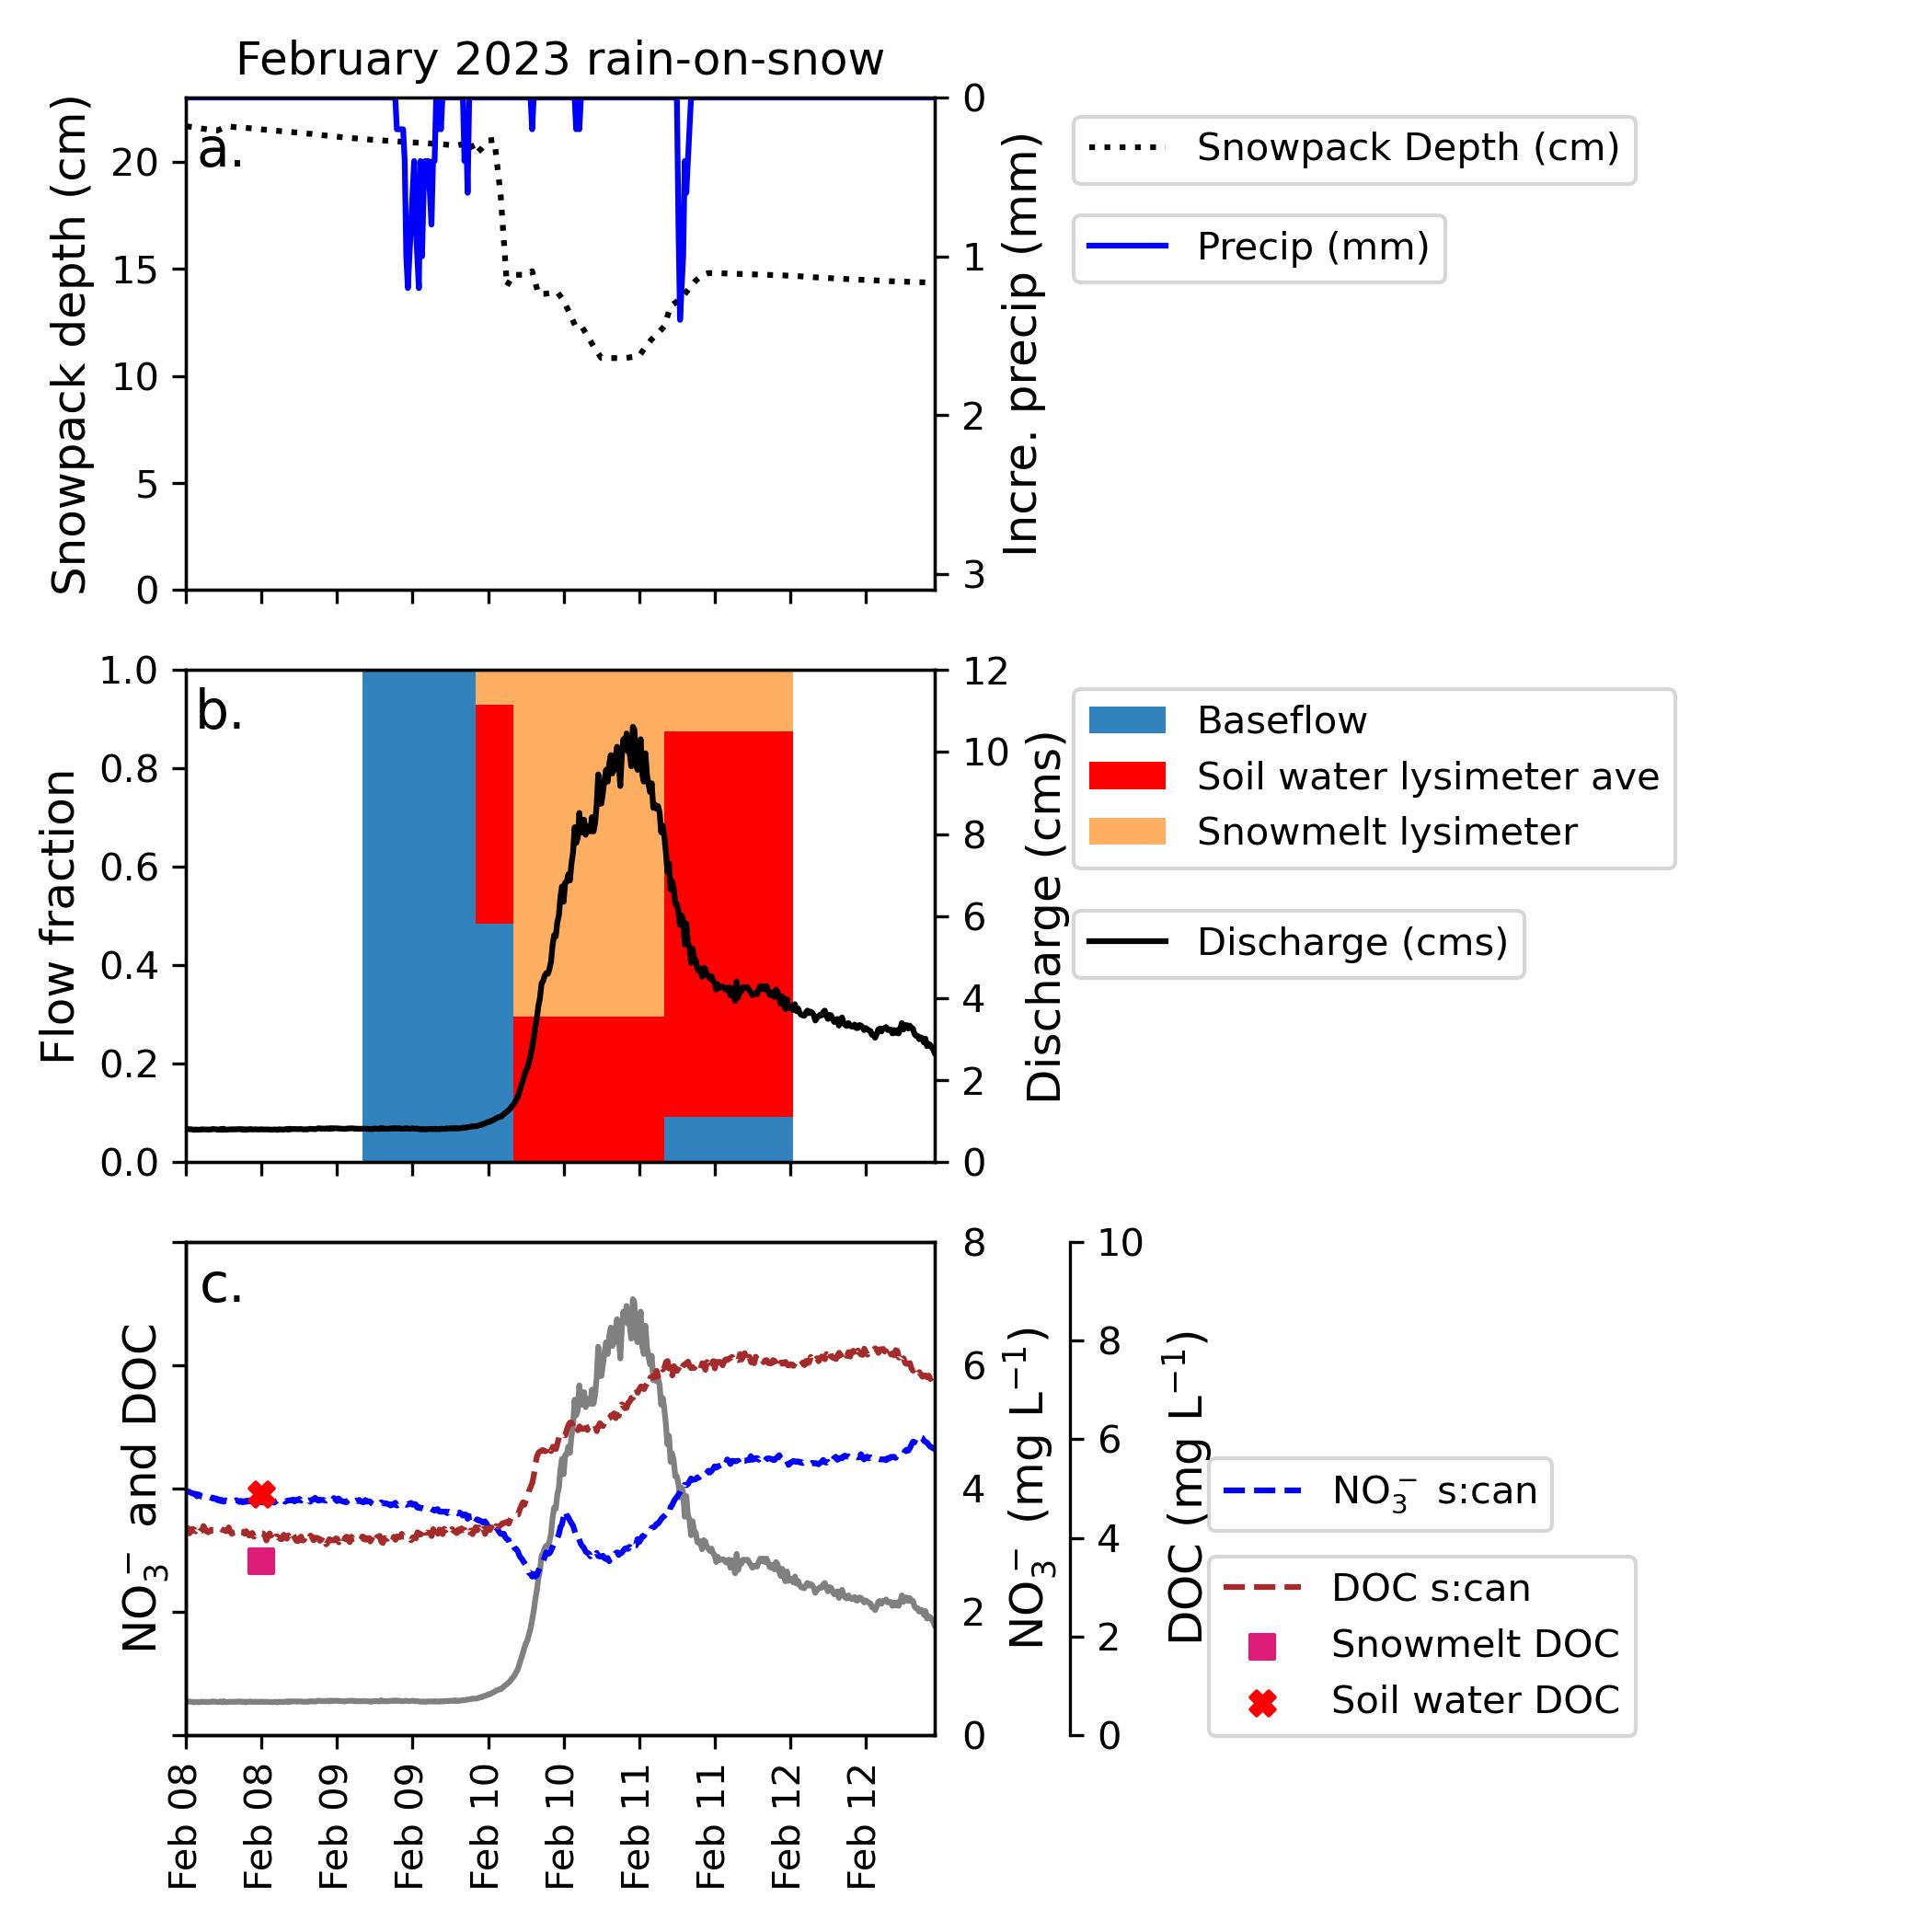 February 2023 rain-on-snow
a.
Snowpack depth (cm)
20
15
10
5
0
0
1
2
3
Incre. precip (mm)
Snowpack Depth (cm)
Precip (mm)
b.
Flow fraction
1.0
0.8
0.6
0.4
0.2
0.0
12
10
8
6
4
2
0
Discharge (cms)
Baseflow
Soil water lysimeter ave
Snowmelt lysimeter
Discharge (cms)
c.
NO₃⁻ and DOC
8
6
4
2
0
NO₃⁻ (mg L⁻¹)
10
8
6
4
2
0
DOC (mg L⁻¹)
NO₃⁻ s:can
DOC s:can
Snowmelt DOC
Soil water DOC
Feb 08
Feb 08
Feb 09
Feb 09
Feb 10
Feb 10
Feb 11
Feb 11
Feb 12
Feb 12